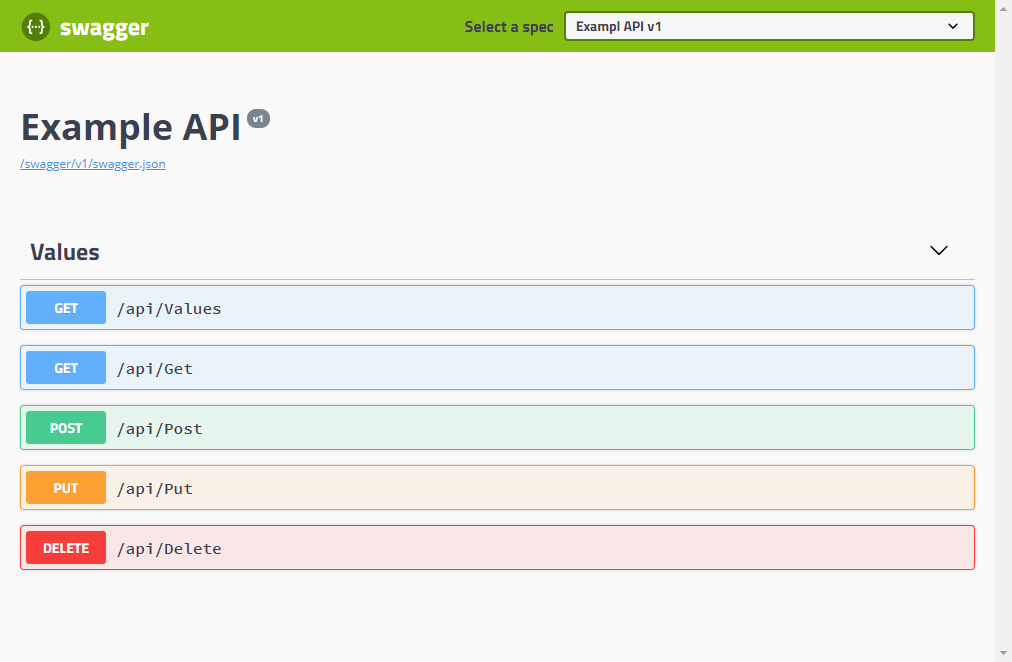 {··} swagger Select a spec Exampl API v1
Example API v1
/swagger/v1/swagger.json
Values
GET /api/Values
GET /api/Get
POST /api/Post
PUT /api/Put
DELETE /api/Delete